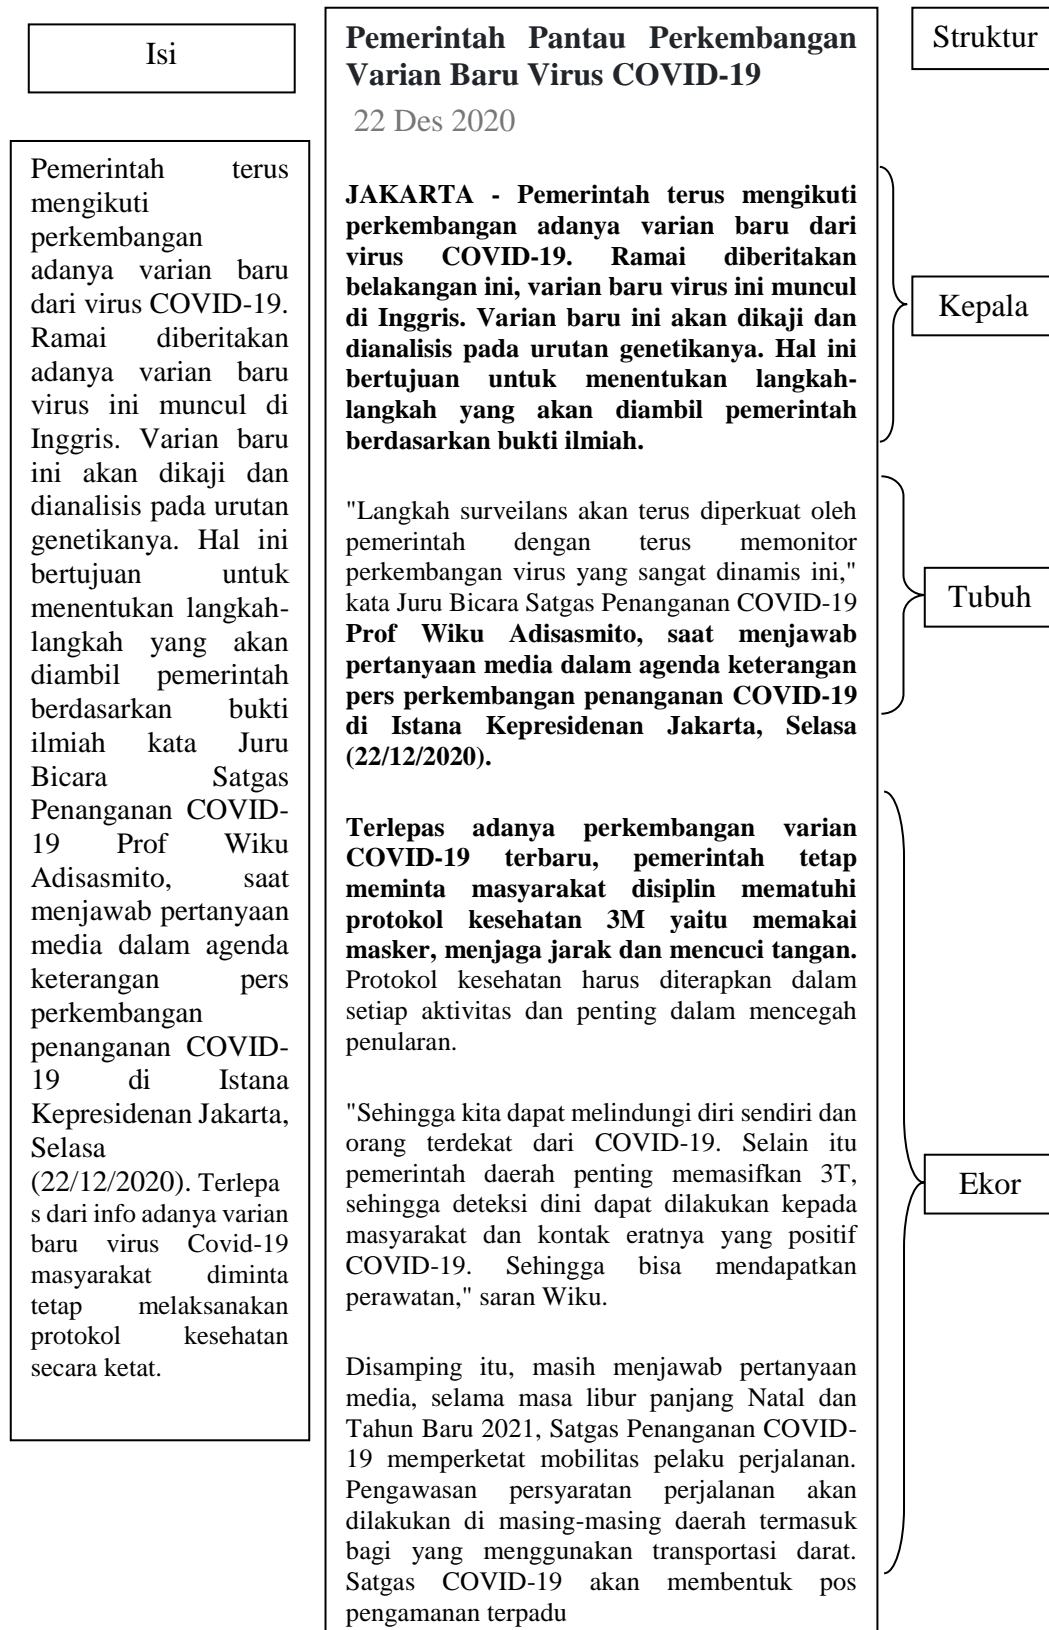 Isi
Pemerintah terus
mengikuti
perkembangan
adanya varian baru
dari virus COVID-19.
Ramai diberitakan
adanya varian baru
virus ini muncul di
Inggris. Varian baru
ini akan dikaji dan
dianalisis pada urutan
genetikanya. Hal ini
bertujuan untuk
menentukan langkah-
langkah yang akan
diambil pemerintah
berdasarkan bukti
ilmiah kata Juru
Bicara Satgas
Penanganan COVID-
19 Prof Wiku
Adisasmito, saat
menjawab pertanyaan
media dalam agenda
keterangan pers
perkembangan
penanganan COVID-
19 di Istana
Kepresidenan Jakarta,
Selasa
(22/12/2020). Terlepa
s dari info adanya varian
baru virus Covid-19
masyarakat diminta
tetap melaksanakan
protokol kesehatan
secara ketat.
Pemerintah Pantau Perkembangan
Varian Baru Virus COVID-19
22 Des 2020
JAKARTA - Pemerintah terus mengikuti
perkembangan adanya varian baru dari
virus COVID-19. Ramai diberitakan
belakangan ini, varian baru virus ini muncul
di Inggris. Varian baru ini akan dikaji dan
dianalisis pada urutan genetikanya. Hal ini
bertujuan untuk menentukan langkah-
langkah yang akan diambil pemerintah
berdasarkan bukti ilmiah.
"Langkah surveilans akan terus diperkuat oleh
pemerintah dengan terus memonitor
perkembangan virus yang sangat dinamis ini,"
kata Juru Bicara Satgas Penanganan COVID-19
Prof Wiku Adisasmito, saat menjawab
pertanyaan media dalam agenda keterangan
pers perkembangan penanganan COVID-19
di Istana Kepresidenan Jakarta, Selasa
(22/12/2020).
Terlepas adanya perkembangan varian
COVID-19 terbaru, pemerintah tetap
meminta masyarakat disiplin mematuhi
protokol kesehatan 3M yaitu memakai
masker, menjaga jarak dan mencuci tangan.
Protokol kesehatan harus diterapkan dalam
setiap aktivitas dan penting dalam mencegah
penularan.
"Sehingga kita dapat melindungi diri sendiri dan
orang terdekat dari COVID-19. Selain itu
pemerintah daerah penting memasifkan 3T,
sehingga deteksi dini dapat dilakukan kepada
masyarakat dan kontak eratnya yang positif
COVID-19. Sehingga bisa mendapatkan
perawatan," saran Wiku.
Disamping itu, masih menjawab pertanyaan
media, selama masa libur panjang Natal dan
Tahun Baru 2021, Satgas Penanganan COVID-
19 memperketat mobilitas pelaku perjalanan.
Pengawasan persyaratan perjalanan akan
dilakukan di masing-masing daerah termasuk
bagi yang menggunakan transportasi darat.
Satgas COVID-19 akan membentuk pos
pengamanan terpadu
Struktur
Kepala
Tubuh
Ekor